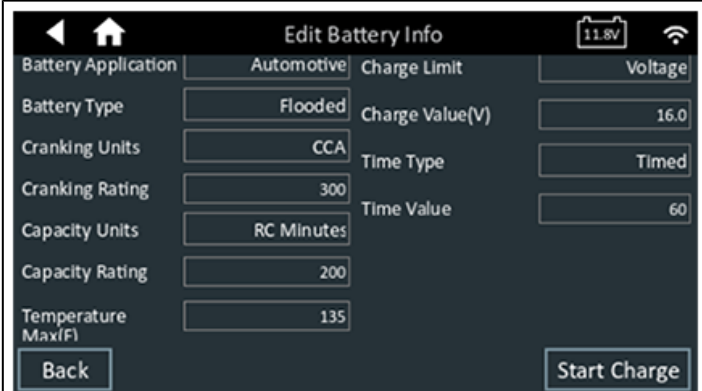 Edit Battery Info
11.8V
Battery Application Automotive
Battery Type Flooded
Cranking Units CCA
Cranking Rating 300
Capacity Units RC Minutes
Capacity Rating 200
Temperature
Max(F) 135
Charge Limit Voltage
Charge Value(V) 16.0
Time Type Timed
Time Value 60
Back
Start Charge